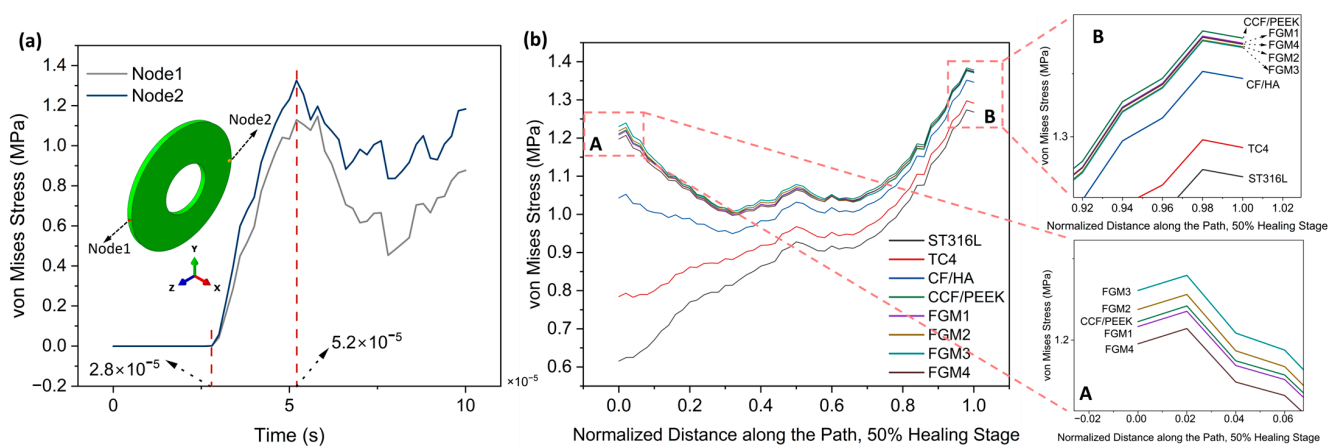 (a)
von Mises Stress (MPa)
1.4
1.2
1.0
0.8
0.6
0.4
0.2
0.0
−0.2
Node1
Node2
Node2
Node1
Y
Z
X
2.8×10⁻⁵
5.2×10⁻⁵
0
5
10
×10⁻⁵
Time (s)
(b)
von Mises Stress (MPa)
1.5
1.4
1.3
1.2
1.1
1.0
0.9
0.8
0.7
0.6
A
B
ST316L
TC4
CF/HA
CCF/PEEK
FGM1
FGM2
FGM3
FGM4
0.0
0.2
0.4
0.6
0.8
1.0
Normalized Distance along the Path, 50% Healing Stage
B
von Mises Stress (MPa)
1.3
CCF/PEEK
FGM1
FGM4
FGM2
FGM3
CF/HA
TC4
ST316L
0.92
0.94
0.96
0.98
1.00
1.02
Normalized Distance along the Path, 50% Healing Stage
von Mises Stress (MPa)
1.2
FGM3
FGM2
CCF/PEEK
FGM1
FGM4
A
−0.02
0.00
0.02
0.04
0.06
Normalized Distance along the Path, 50% Healing Stage